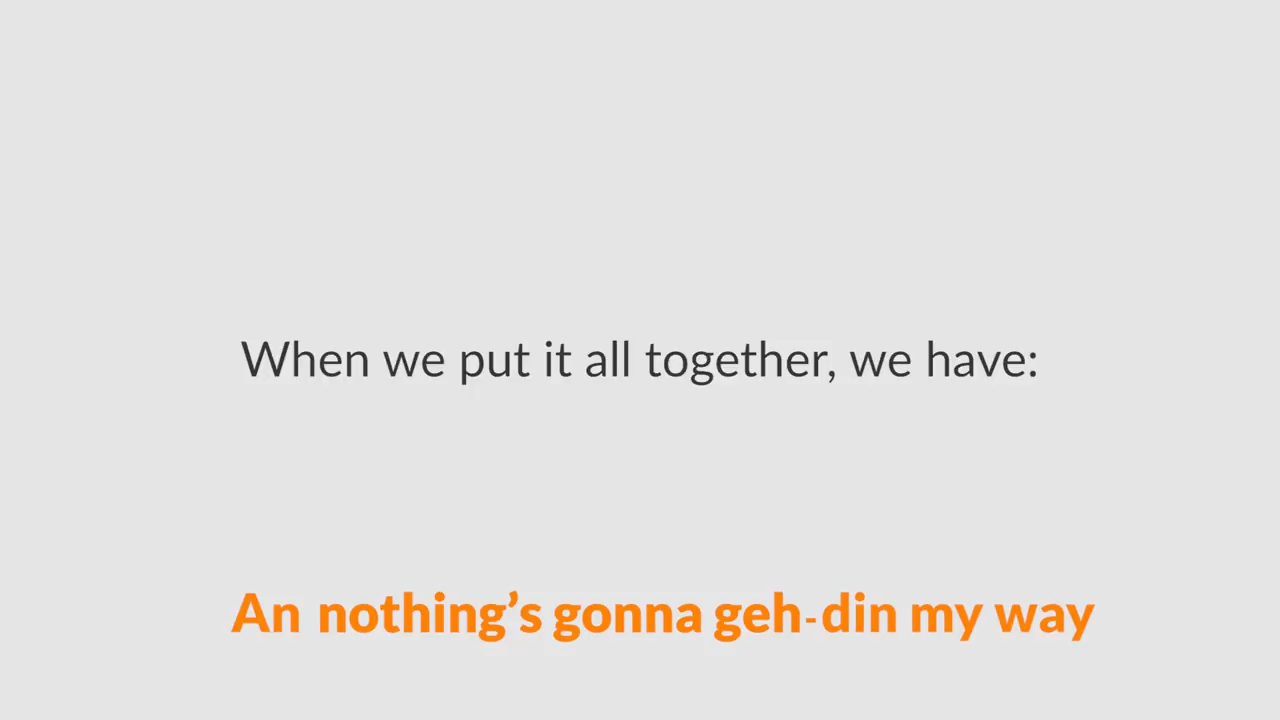 When we put it all together, we have:
An nothing’s gonna geh-din my way